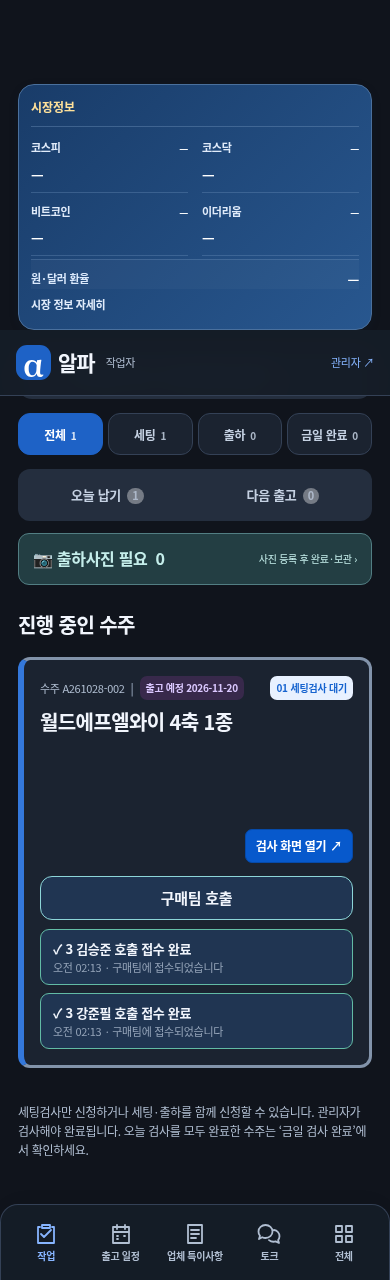 시장정보
코스피 —
—
코스닥 —
—
비트코인 —
—
이더리움 —
—
원·달러 환율 —
시장 정보 자세히
α 알파 작업자 관리자 ↗
전체 1 세팅 1 출하 0 금일 완료 0
오늘 납기 1 다음 출고 0
📷 출하사진 필요 0 사진 등록 후 완료·보관 ›
진행 중인 수주
수주 A261028-002 | 출고 예정 2026-11-20 01 세팅검사 대기
월드에프엘와이 4축 1종
검사 화면 열기 ↗
구매팀 호출
✓ 3 김승준 호출 접수 완료
오전 02:13 · 구매팀에 접수되었습니다
✓ 3 강준필 호출 접수 완료
오전 02:13 · 구매팀에 접수되었습니다
세팅검사만 신청하거나 세팅·출하를 함께 신청할 수 있습니다. 관리자가
검사해야 완료됩니다. 오늘 검사를 모두 완료한 수주는 ‘금일 검사 완료’에
서 확인하세요.
작업 출고 일정 업체 특이사항 토크 전체